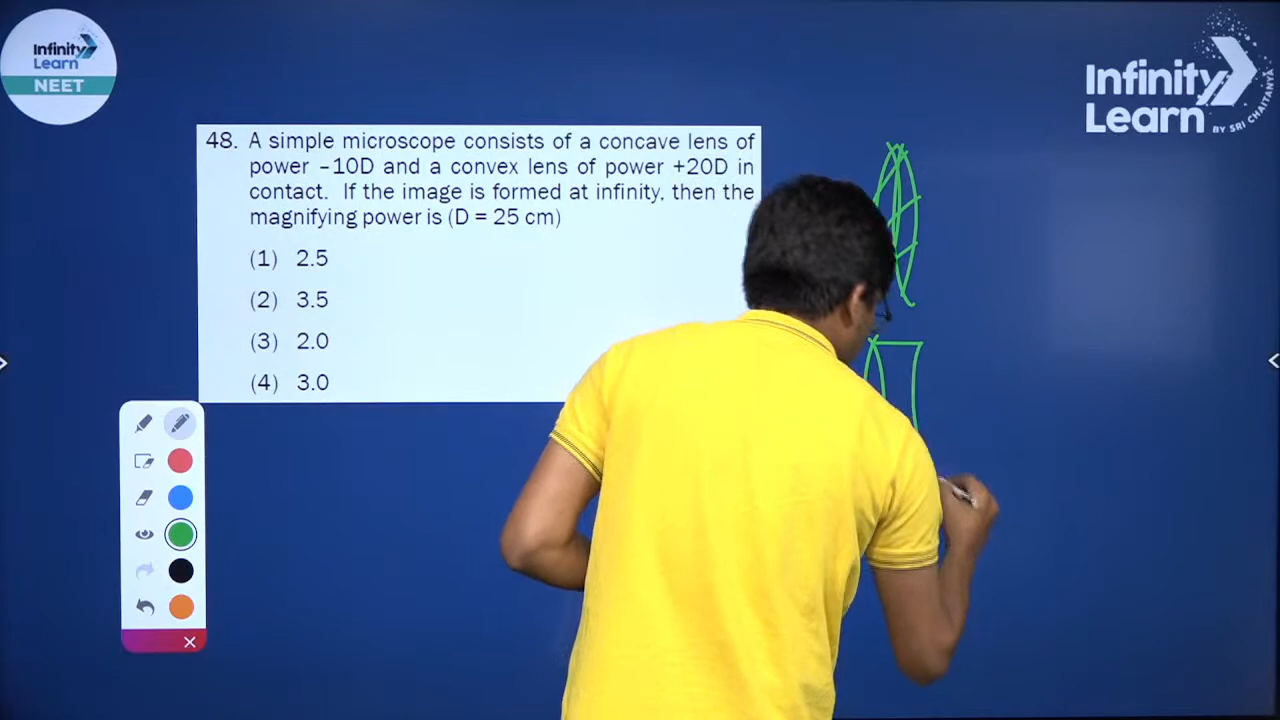 Infinity
Learn
NEET
Infinity
Learn
BY SRI CHAITANYA
48. A simple microscope consists of a concave lens of
power –10D and a convex lens of power +20D in
contact. If the image is formed at infinity, then the
magnifying power is (D = 25 cm)
(1) 2.5
(2) 3.5
(3) 2.0
(4) 3.0